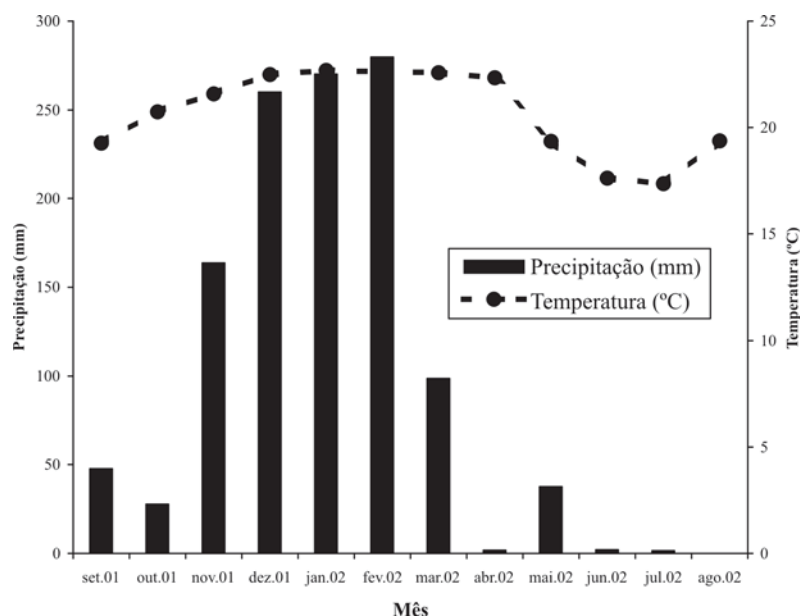 300
250
200
150
100
50
0
Precipitação (mm)
25
20
15
10
5
0
Temperatura (ºC)
Precipitação (mm)
Temperatura (ºC)
set.01 out.01 nov.01 dez.01 jan.02 fev.02 mar.02 abr.02 mai.02 jun.02 jul.02 ago.02
Mês